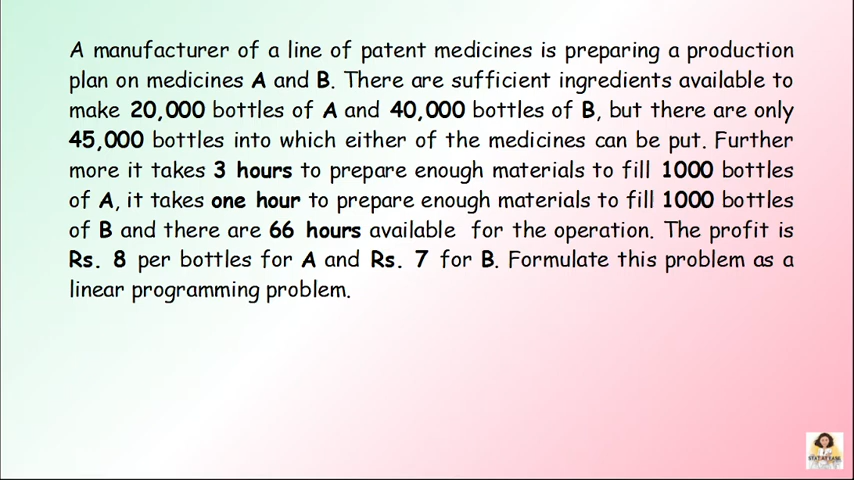 A manufacturer of a line of patent medicines is preparing a production
plan on medicines A and B. There are sufficient ingredients available to
make 20,000 bottles of A and 40,000 bottles of B, but there are only
45,000 bottles into which either of the medicines can be put. Further
more it takes 3 hours to prepare enough materials to fill 1000 bottles
of A, it takes one hour to prepare enough materials to fill 1000 bottles
of B and there are 66 hours available for the operation. The profit is
Rs. 8 per bottles for A and Rs. 7 for B. Formulate this problem as a
linear programming problem.